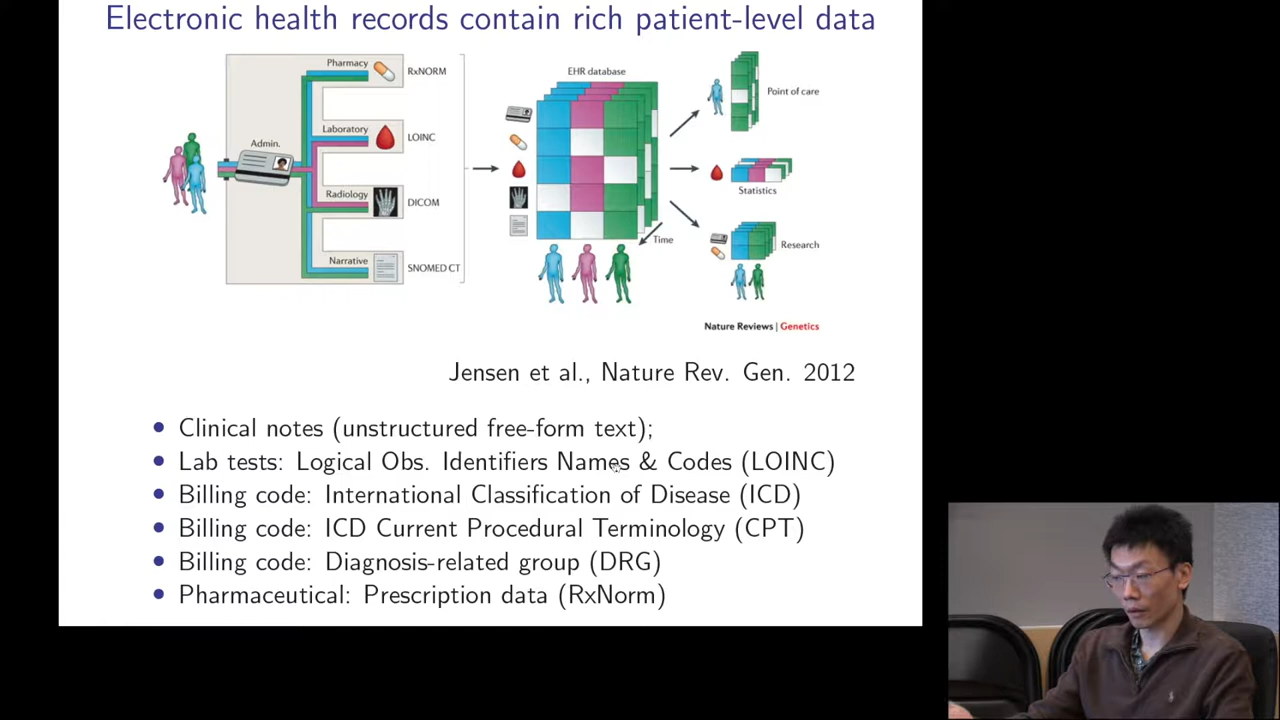 Electronic health records contain rich patient-level data
Pharmacy
RxNORM
EHR database
Point of care
Laboratory
LOINC
Admin.
Statistics
Radiology
DICOM
Time
Research
Narrative
SNOMED CT
Nature Reviews | Genetics
Jensen et al., Nature Rev. Gen. 2012
• Clinical notes (unstructured free-form text);
• Lab tests: Logical Obs. Identifiers Names & Codes (LOINC)
• Billing code: International Classification of Disease (ICD)
• Billing code: ICD Current Procedural Terminology (CPT)
• Billing code: Diagnosis-related group (DRG)
• Pharmaceutical: Prescription data (RxNorm)